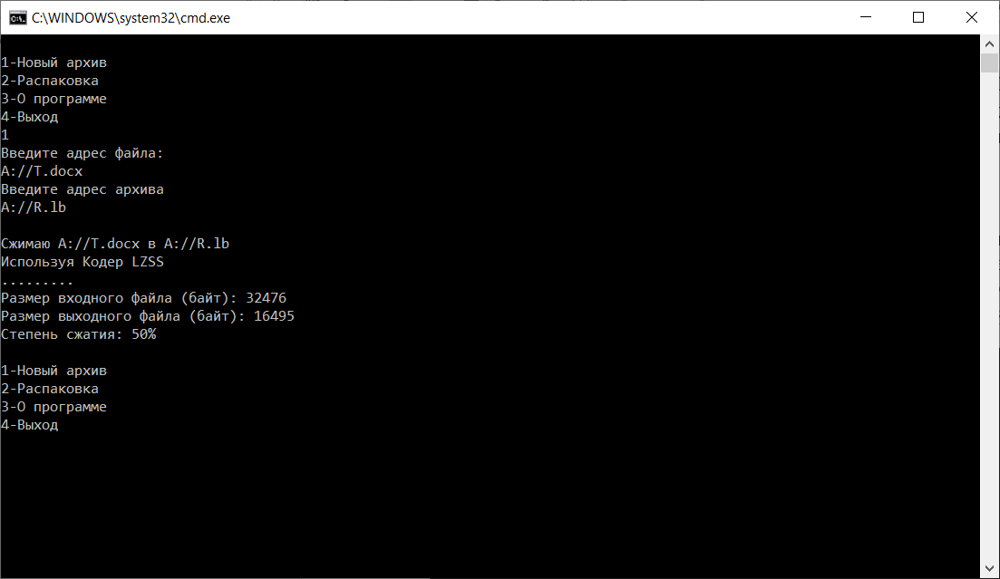 C:\WINDOWS\system32\cmd.exe
1-Новый архив
2-Распаковка
3-О программе
4-Выход
1
Введите адрес файла:
A://T.docx
Введите адрес архива
A://R.lb
Сжимаю A://T.docx в A://R.lb
Используя Кодер LZSS
.........
Размер входного файла (байт): 32476
Размер выходного файла (байт): 16495
Степень сжатия: 50%
1-Новый архив
2-Распаковка
3-О программе
4-Выход